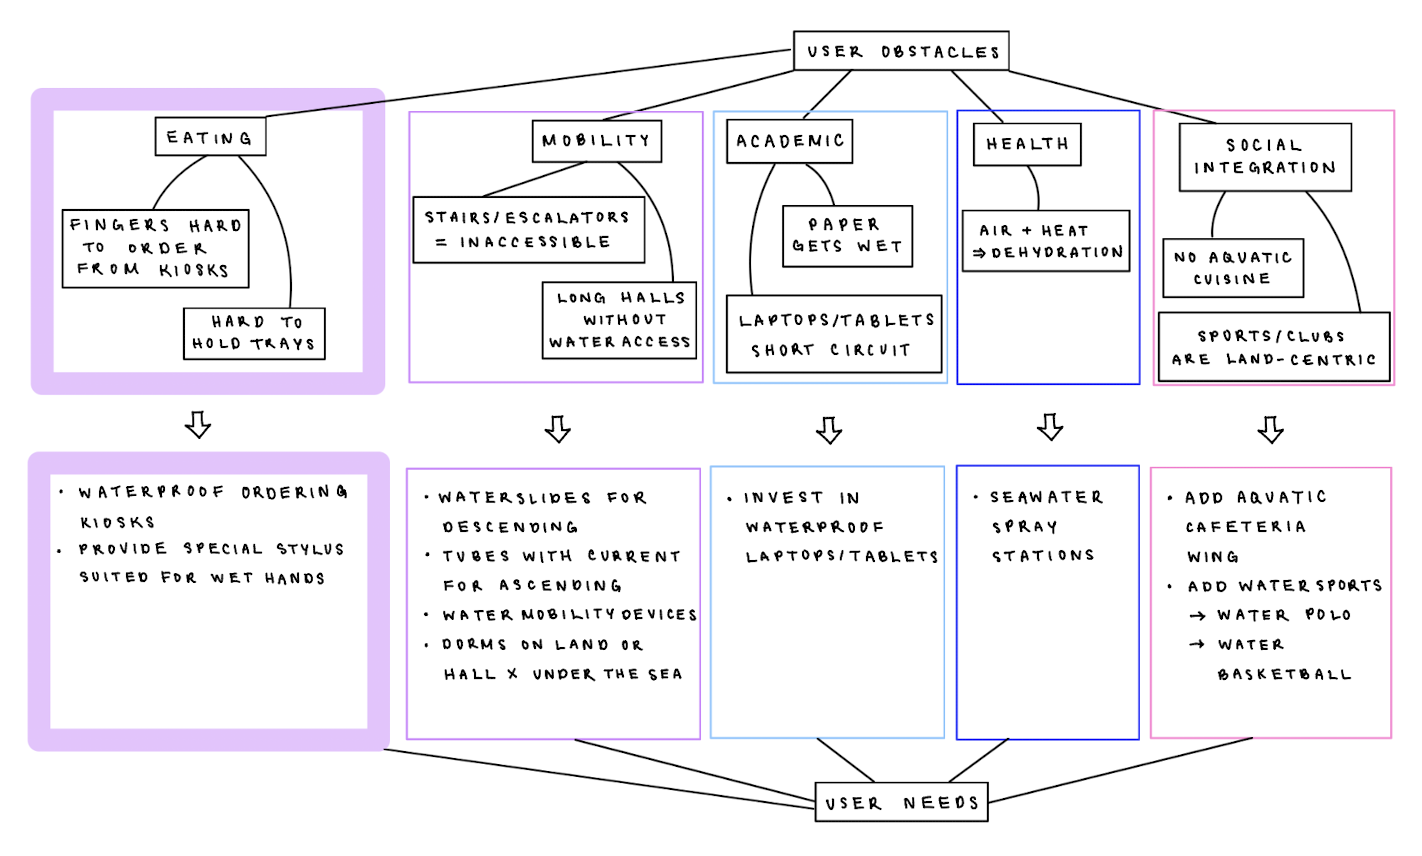 USER OBSTACLES
EATING
FINGERS HARD
TO ORDER
FROM KIOSKS
HARD TO
HOLD TRAYS
MOBILITY
STAIRS/ESCALATORS
= INACCESSIBLE
LONG HALLS
WITHOUT
WATER ACCESS
ACADEMIC
PAPER
GETS WET
LAPTOPS/TABLETS
SHORT CIRCUIT
HEALTH
AIR + HEAT
⇒ DEHYDRATION
SOCIAL
INTEGRATION
NO AQUATIC
CUISINE
SPORTS/CLUBS
ARE LAND-CENTRIC
• WATERPROOF ORDERING
KIOSKS
• PROVIDE SPECIAL STYLUS
SUITED FOR WET HANDS
• WATERSLIDES FOR
DESCENDING
• TUBES WITH CURRENT
FOR ASCENDING
• WATER MOBILITY DEVICES
• DORMS ON LAND OR
HALL X UNDER THE SEA
• INVEST IN
WATERPROOF
LAPTOPS/TABLETS
• SEAWATER
SPRAY
STATIONS
• ADD AQUATIC
CAFETERIA
WING
• ADD WATERSPORTS
→ WATER POLO
→ WATER
BASKETBALL
USER NEEDS